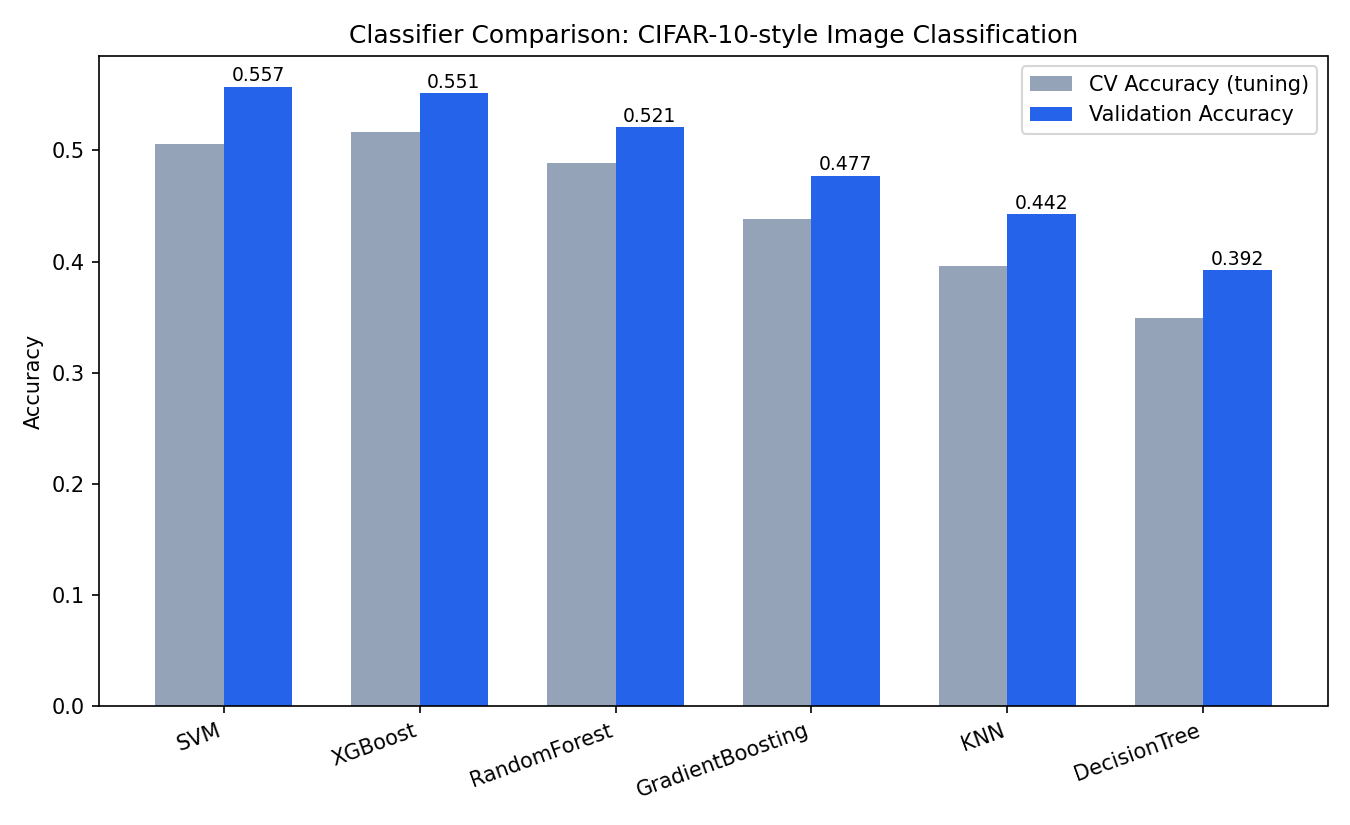 Classifier Comparison: CIFAR-10-style Image Classification
CV Accuracy (tuning)
Validation Accuracy
0.557
0.551
0.521
0.477
0.442
0.392
Accuracy
0.5
0.4
0.3
0.2
0.1
0.0
SVM
XGBoost
RandomForest
GradientBoosting
KNN
DecisionTree